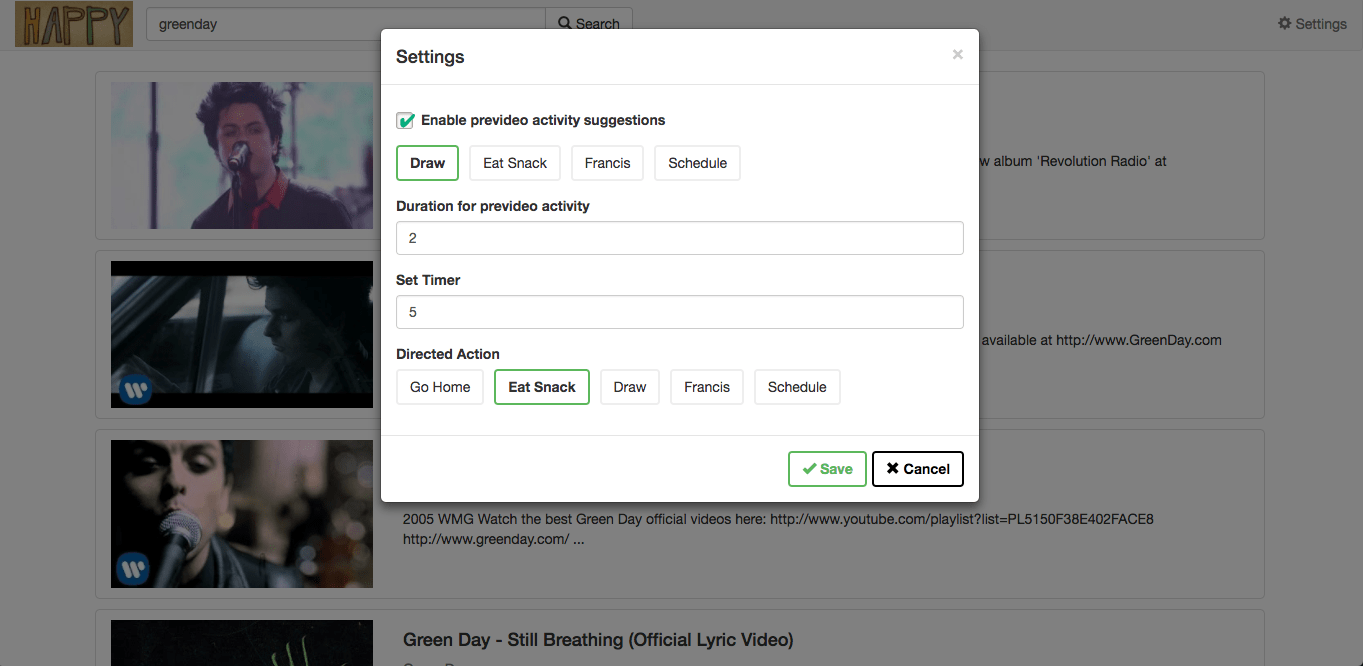 HAPPY
greenday
Search
Settings
Settings
×
Enable prevideo activity suggestions
Draw
Eat Snack
Francis
Schedule
Duration for prevideo activity
2
Set Timer
5
Directed Action
Go Home
Eat Snack
Draw
Francis
Schedule
Save
Cancel
album 'Revolution Radio' at
available at http://www.GreenDay.com
2005 WMG Watch the best Green Day official videos here: http://www.youtube.com/playlist?list=PL5150F38E402FACE8
http://www.greenday.com/ ...
Green Day - Still Breathing (Official Lyric Video)